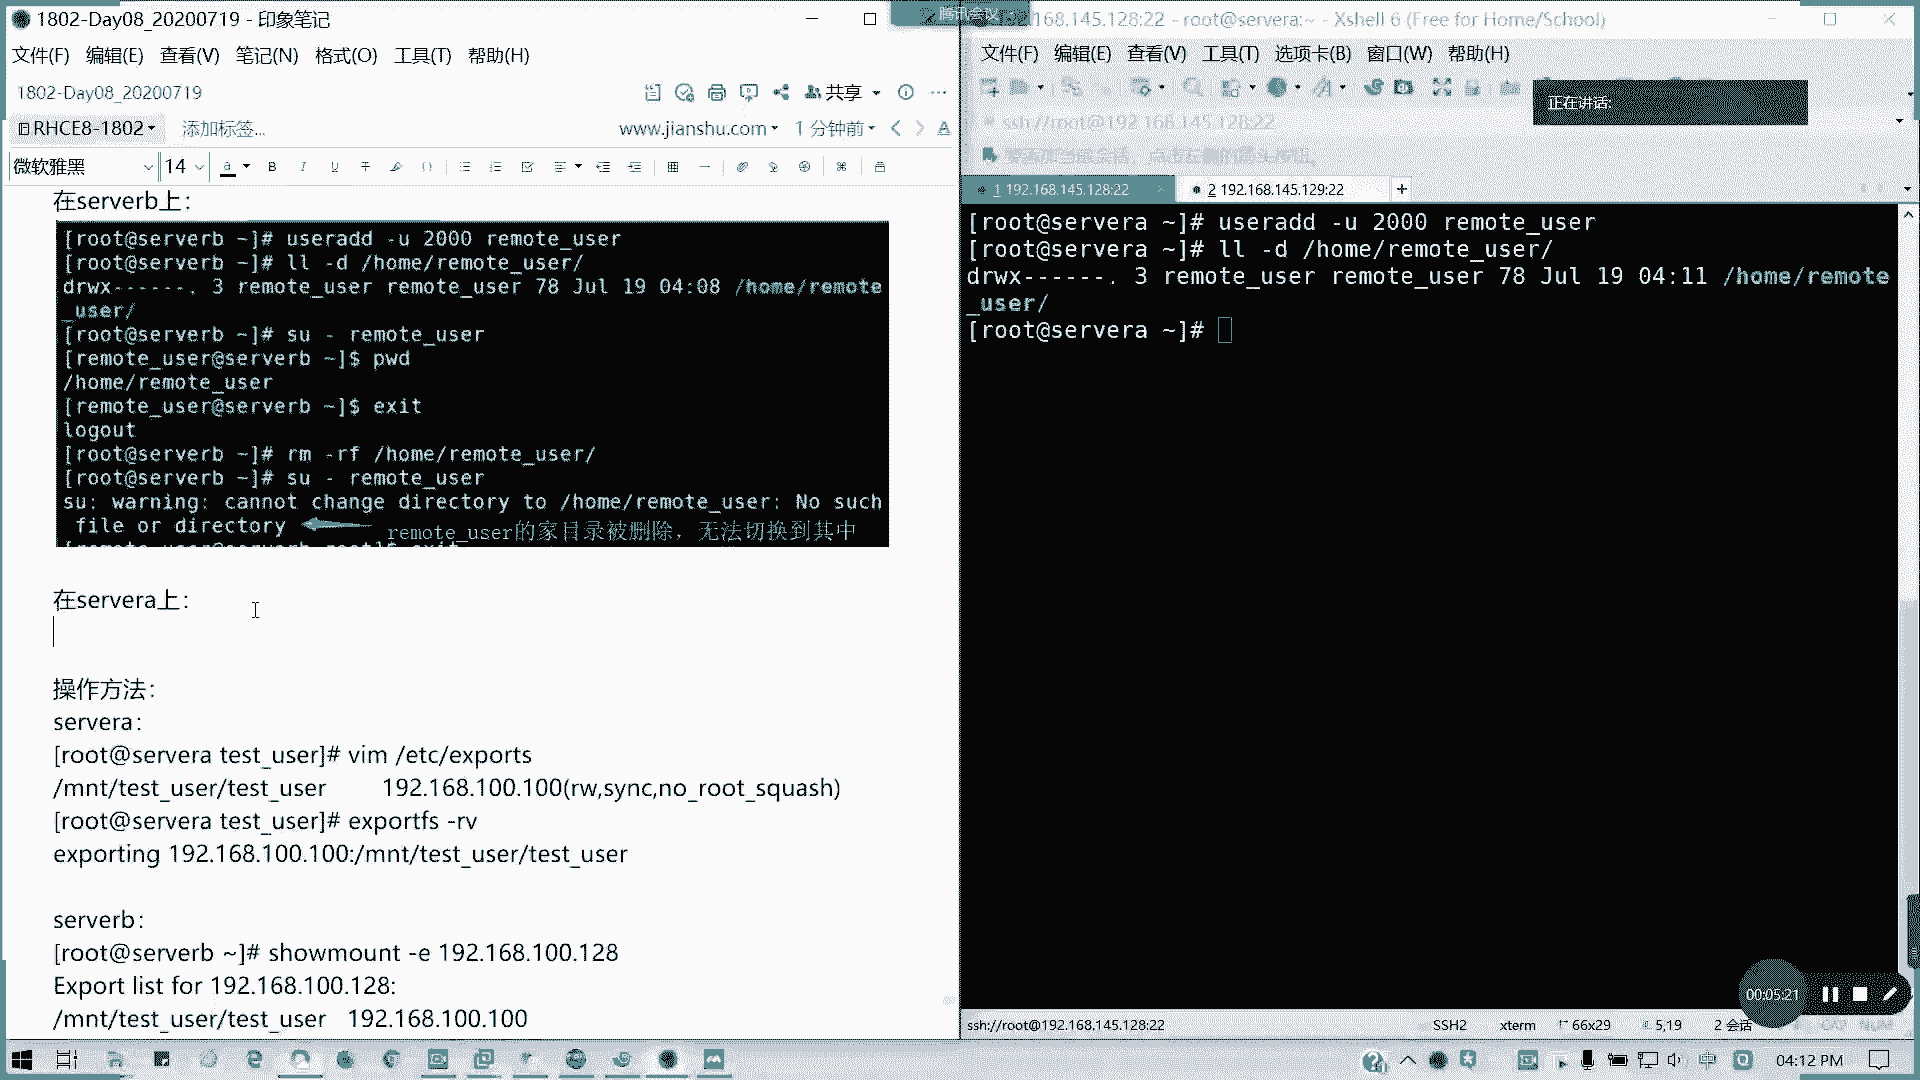 1802-Day08_20200719 - 印象笔记
文件(F) 编辑(E) 查看(V) 笔记(N) 格式(O) 工具(T) 帮助(H)
1802-Day08_20200719
共享
RHCE8-1802 添加标签... www.jianshu.com 1 分钟前
微软雅黑 14
在serverb上：
[root@serverb ~]# useradd -u 2000 remote_user
[root@serverb ~]# ll -d /home/remote_user/
drwx------. 3 remote_user remote_user 78 Jul 19 04:08 /home/remote
_user/
[root@serverb ~]# su - remote_user
[remote_user@serverb ~]$ pwd
/home/remote_user
[remote_user@serverb ~]$ exit
logout
[root@serverb ~]# rm -rf /home/remote_user/
[root@serverb ~]# su - remote_user
su: warning: cannot change directory to /home/remote_user: No such
file or directory remote_user的家目录被删除，无法切换到其中
在servera上：
操作方法：
servera：
[root@servera test_user]# vim /etc/exports
/mnt/test_user/test_user 192.168.100.100(rw,sync,no_root_squash)
[root@servera test_user]# exportfs -rv
exporting 192.168.100.100:/mnt/test_user/test_user
serverb：
[root@serverb ~]# showmount -e 192.168.100.128
Export list for 192.168.100.128:
/mnt/test_user/test_user 192.168.100.100
腾讯会议
168.145.128:22 - root@servera:~ - Xshell 6 (Free for Home/School)
文件(F) 编辑(E) 查看(V) 工具(T) 选项卡(B) 窗口(W) 帮助(H)
正在讲话:
ssh://root@192.168.145.128:22
1 192.168.145.128:22 2 192.168.145.129:22
[root@servera ~]# useradd -u 2000 remote_user
[root@servera ~]# ll -d /home/remote_user/
drwx------. 3 remote_user remote_user 78 Jul 19 04:11 /home/remote
_user/
[root@servera ~]#
00:05:21
ssh://root@192.168.145.128:22 SSH2 xterm 66x29 5,19 2 会话
中
04:12 PM